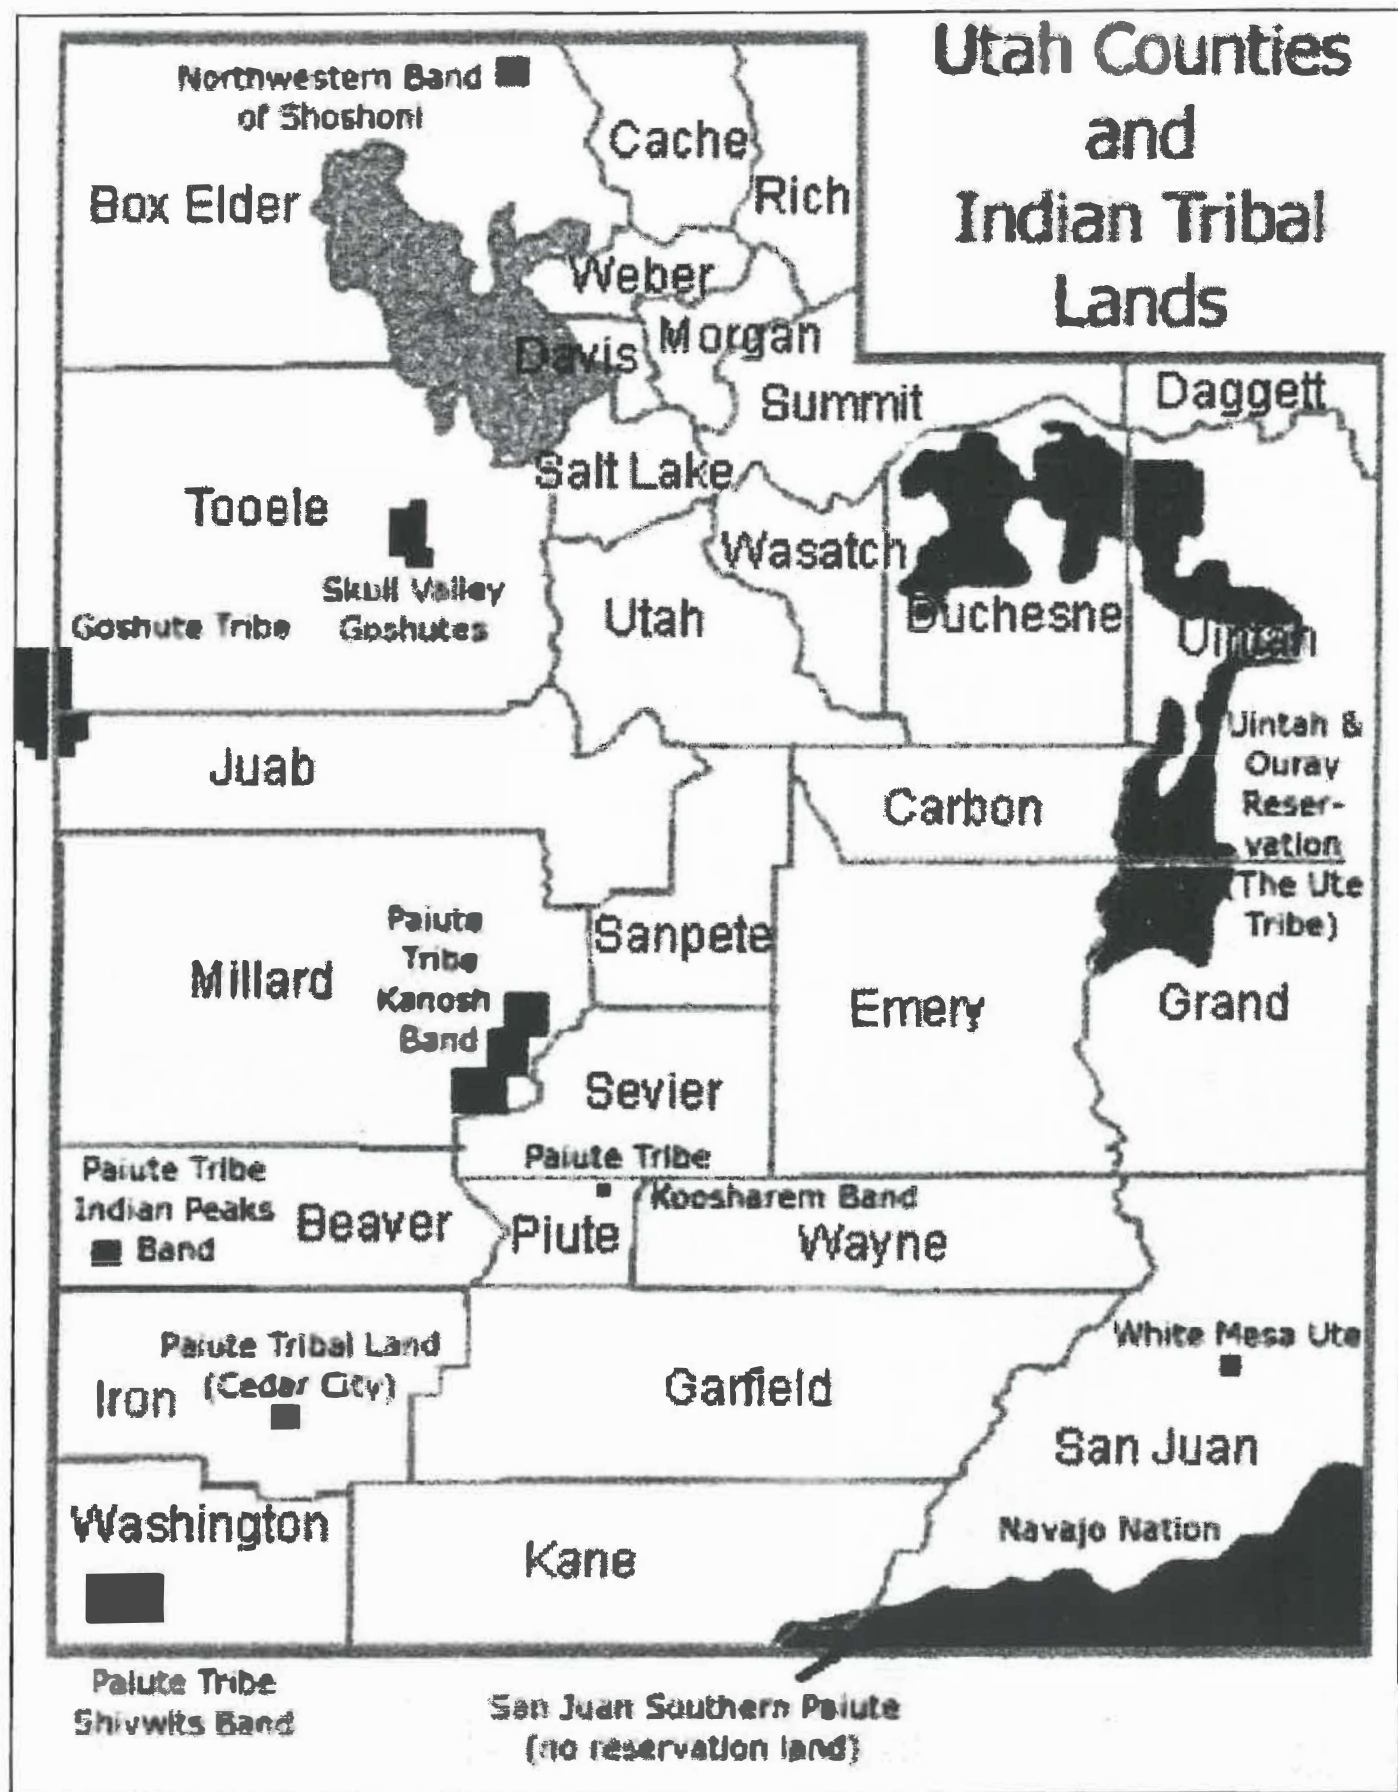 Utah Counties
and
Indian Tribal
Lands
Northwestern Band
of Shoshoni
Cache
Box Elder
Rich
Weber
Morgan
Davis
Summit
Daggett
Salt Lake
Tooele
Wasatch
Skull Valley
Goshutes
Goshute Tribe
Utah
Duchesne
Uintah
Juab
Uintah &
Ouray
Reser-
vation
(The Ute
Tribe)
Carbon
Paiute
Tribe
Kanosh
Band
Sanpete
Millard
Emery
Grand
Sevier
Paiute Tribe
Koosharem Band
Paiute Tribe
Indian Peaks
Band
Beaver
Piute
Wayne
Paiute Tribal Land
(Cedar City)
White Mesa Ute
Iron
Garfield
San Juan
Washington
Navajo Nation
Kane
Paiute Tribe
Shivwits Band
San Juan Southern Paiute
(no reservation land)